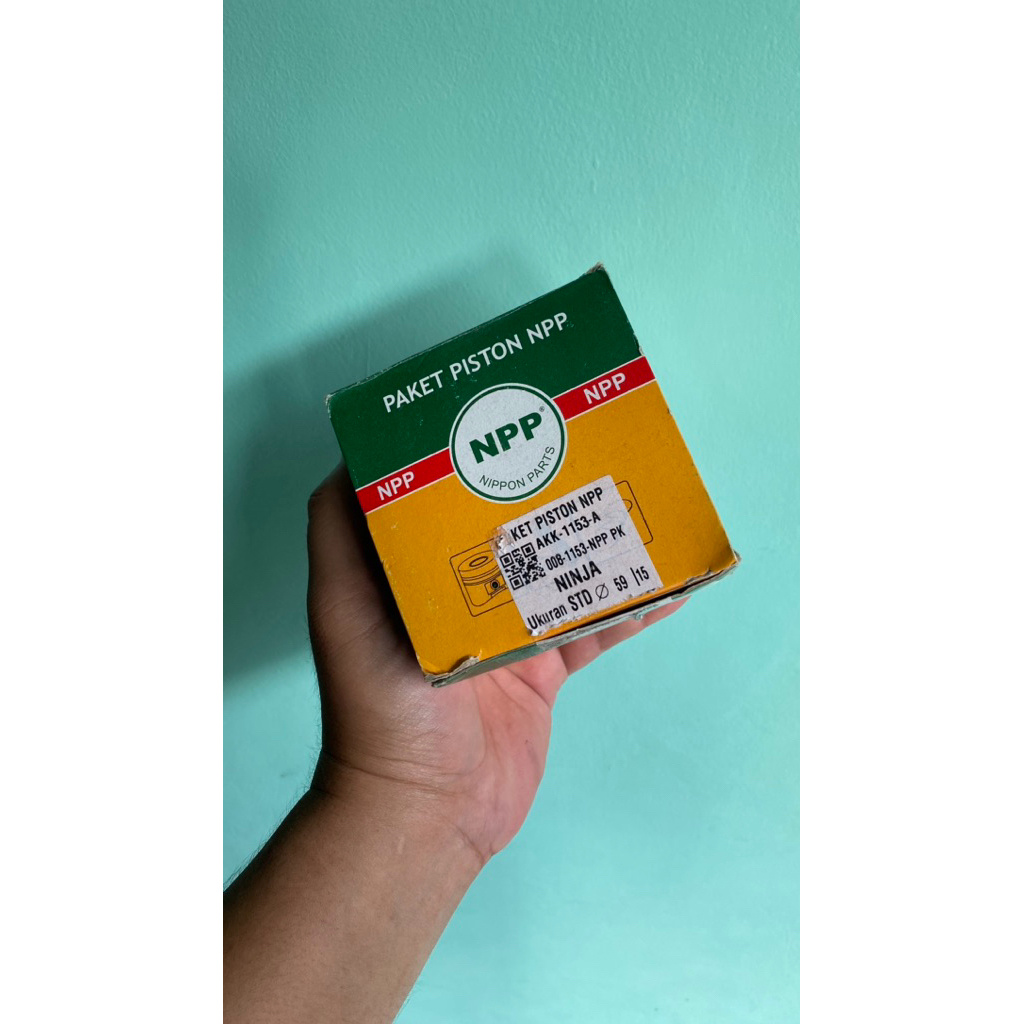 PAKET PISTON NPP
NPP
NPP®
NIPPON PARTS
NPP
KET PISTON NPP
AKK-1153-A
008-1153-NPP PK
NINJA
Ukuran STD ∅ 59 |15